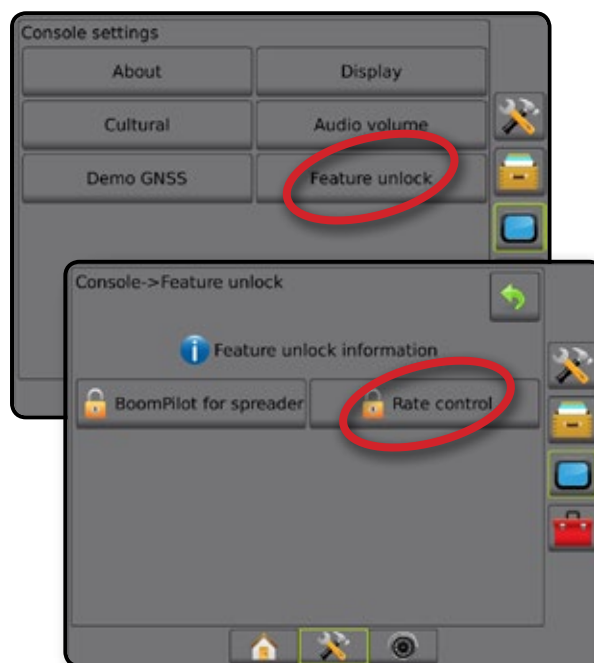 Console settings
About
Display
Cultural
Audio volume
Demo GNSS
Feature unlock
Console->Feature unlock
Feature unlock information
BoomPilot for spreader
Rate control